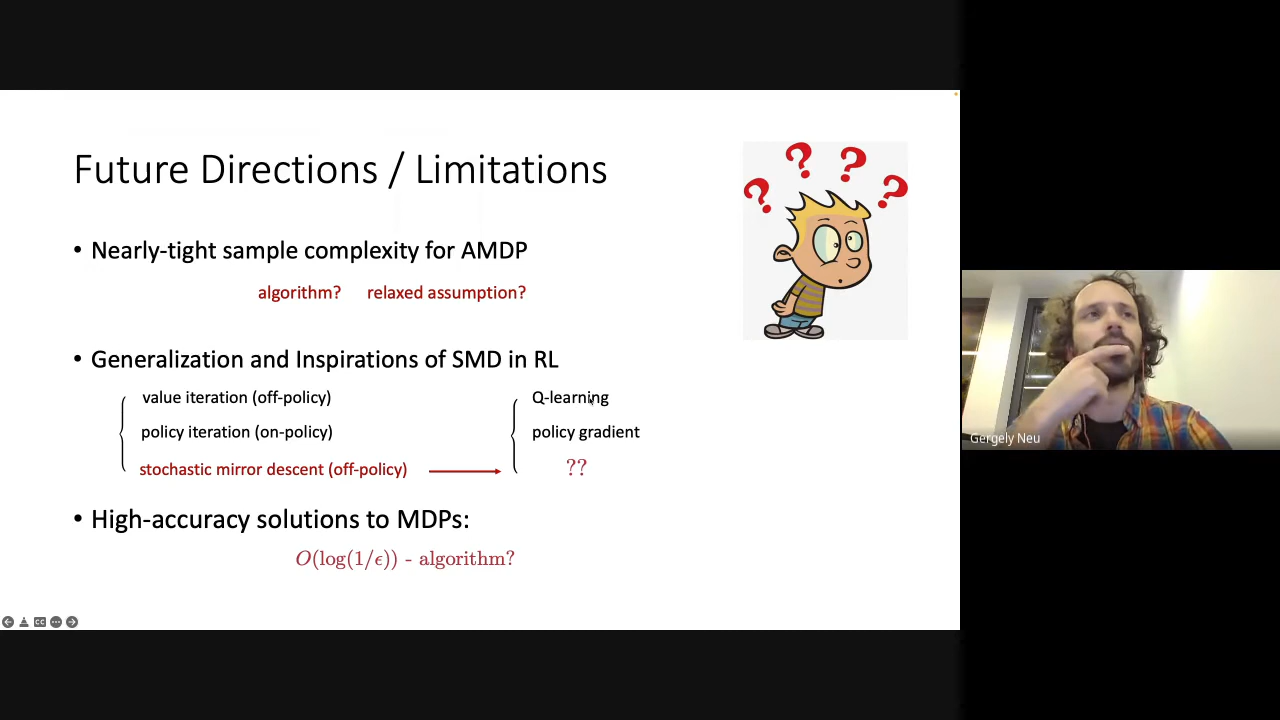 Future Directions / Limitations
? ? ? ?
• Nearly-tight sample complexity for AMDP
algorithm? relaxed assumption?
• Generalization and Inspirations of SMD in RL
value iteration (off-policy)
Q-learning
policy iteration (on-policy)
policy gradient
stochastic mirror descent (off-policy)
??
• High-accuracy solutions to MDPs:
O(log(1/ϵ)) - algorithm?
CC
Gergely Neu